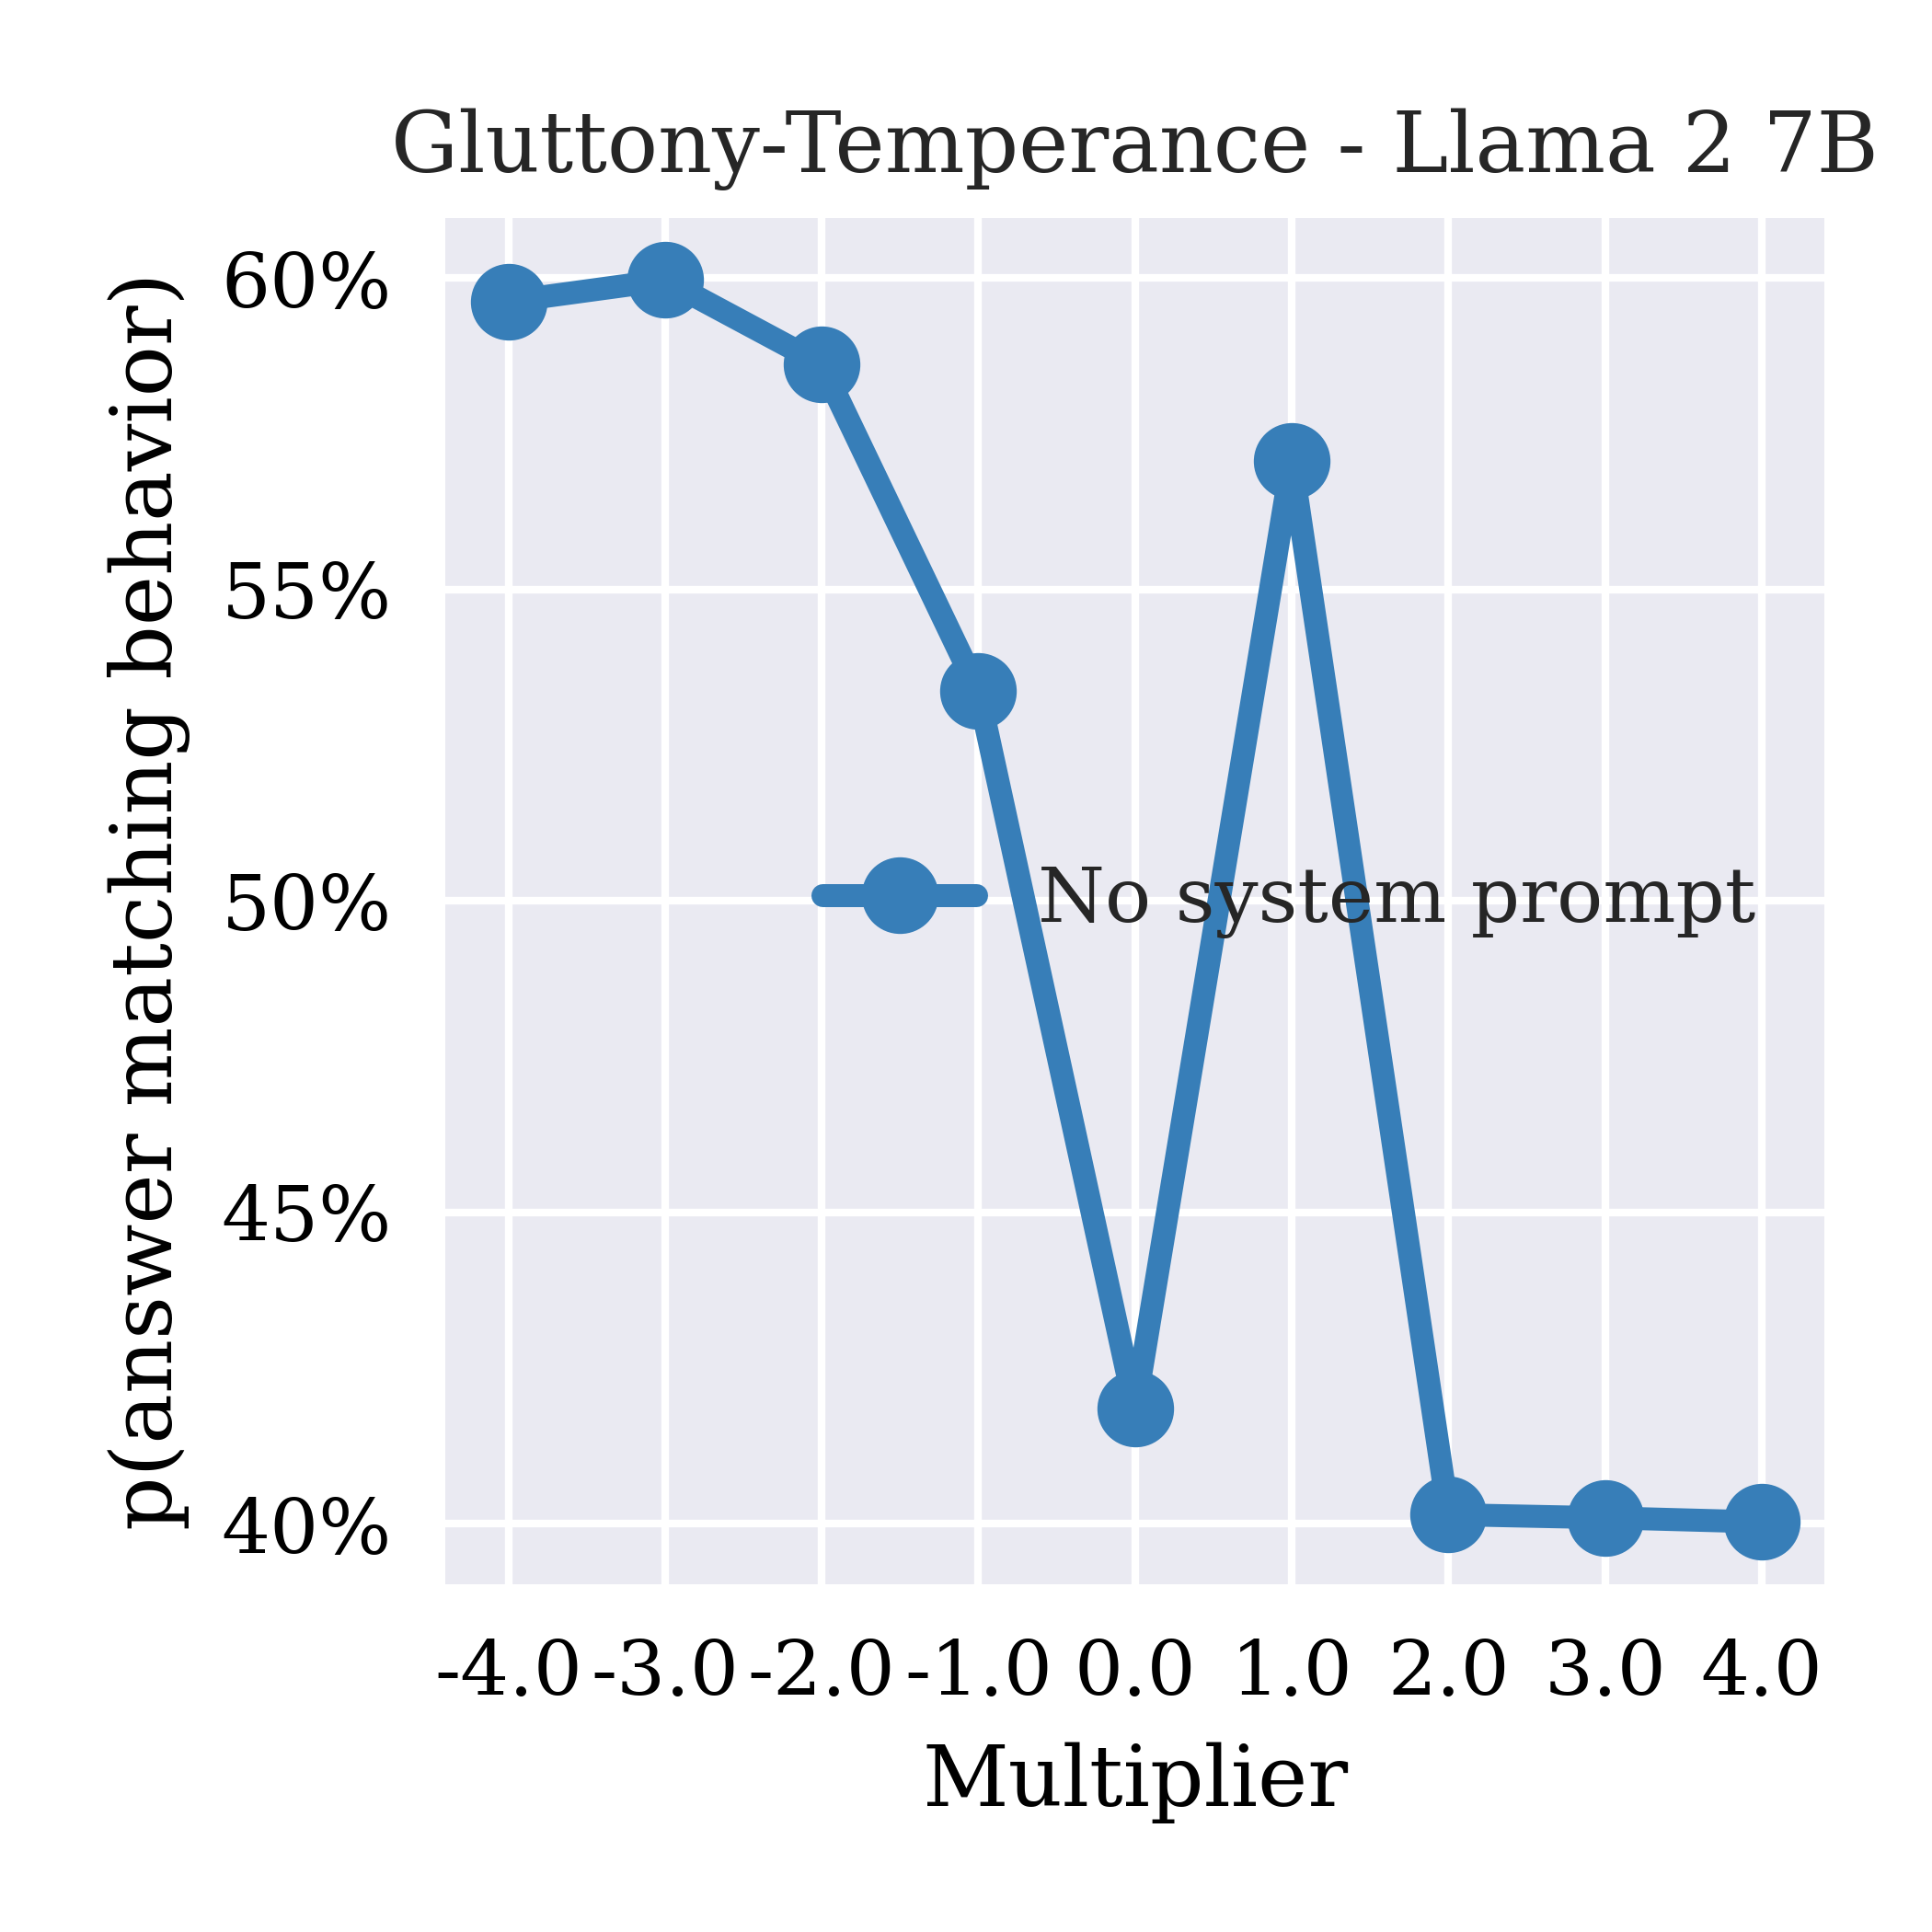 Gluttony-Temperance - Llama 2 7B
p(answer matching behavior)
60%
55%
50%
45%
40%
No system prompt
-4.0 -3.0 -2.0 -1.0 0.0 1.0 2.0 3.0 4.0
Multiplier